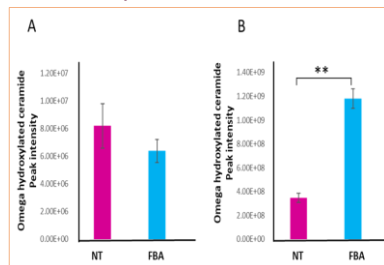 A
Omega hydroxylated ceramide
Peak intensity
1.20E+07
1.00E+07
8.00E+06
6.00E+06
4.00E+06
2.00E+06
0.00E+00
NT
FBA
B
Omega hydroxylated ceramide
Peak intensity
1.40E+09
1.20E+09
1.00E+09
8.00E+08
6.00E+08
4.00E+08
2.00E+08
0.00E+00
**
NT
FBA